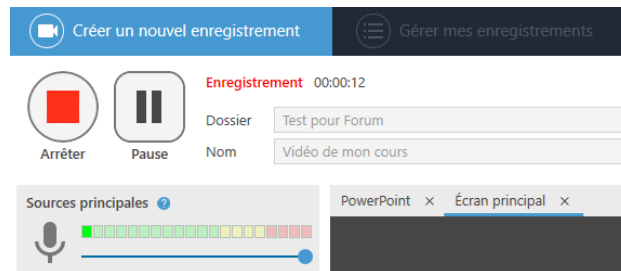 Créer un nouvel enregistrement
Gérer mes enregistrements
Enregistrement 00:00:12
Dossier Test pour Forum
Nom Vidéo de mon cours
Arrêter Pause
Sources principales ?
PowerPoint × Écran principal ×